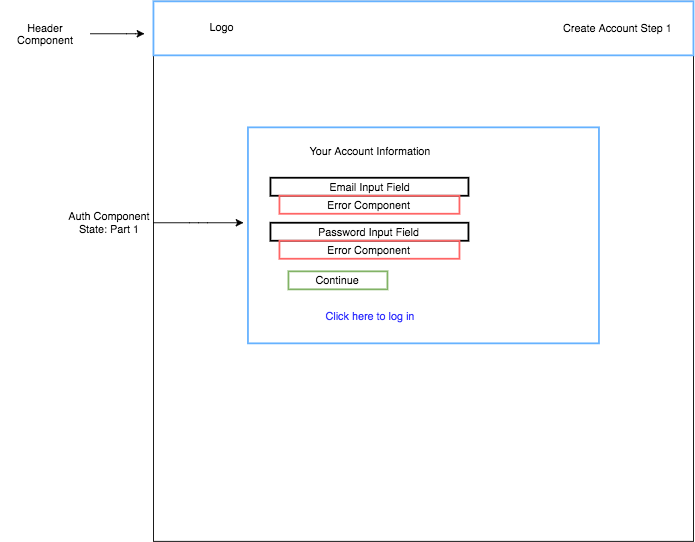 Header
Component
Logo
Create Account Step 1
Your Account Information
Email Input Field
Error Component
Auth Component
State: Part 1
Password Input Field
Error Component
Continue
Click here to log in